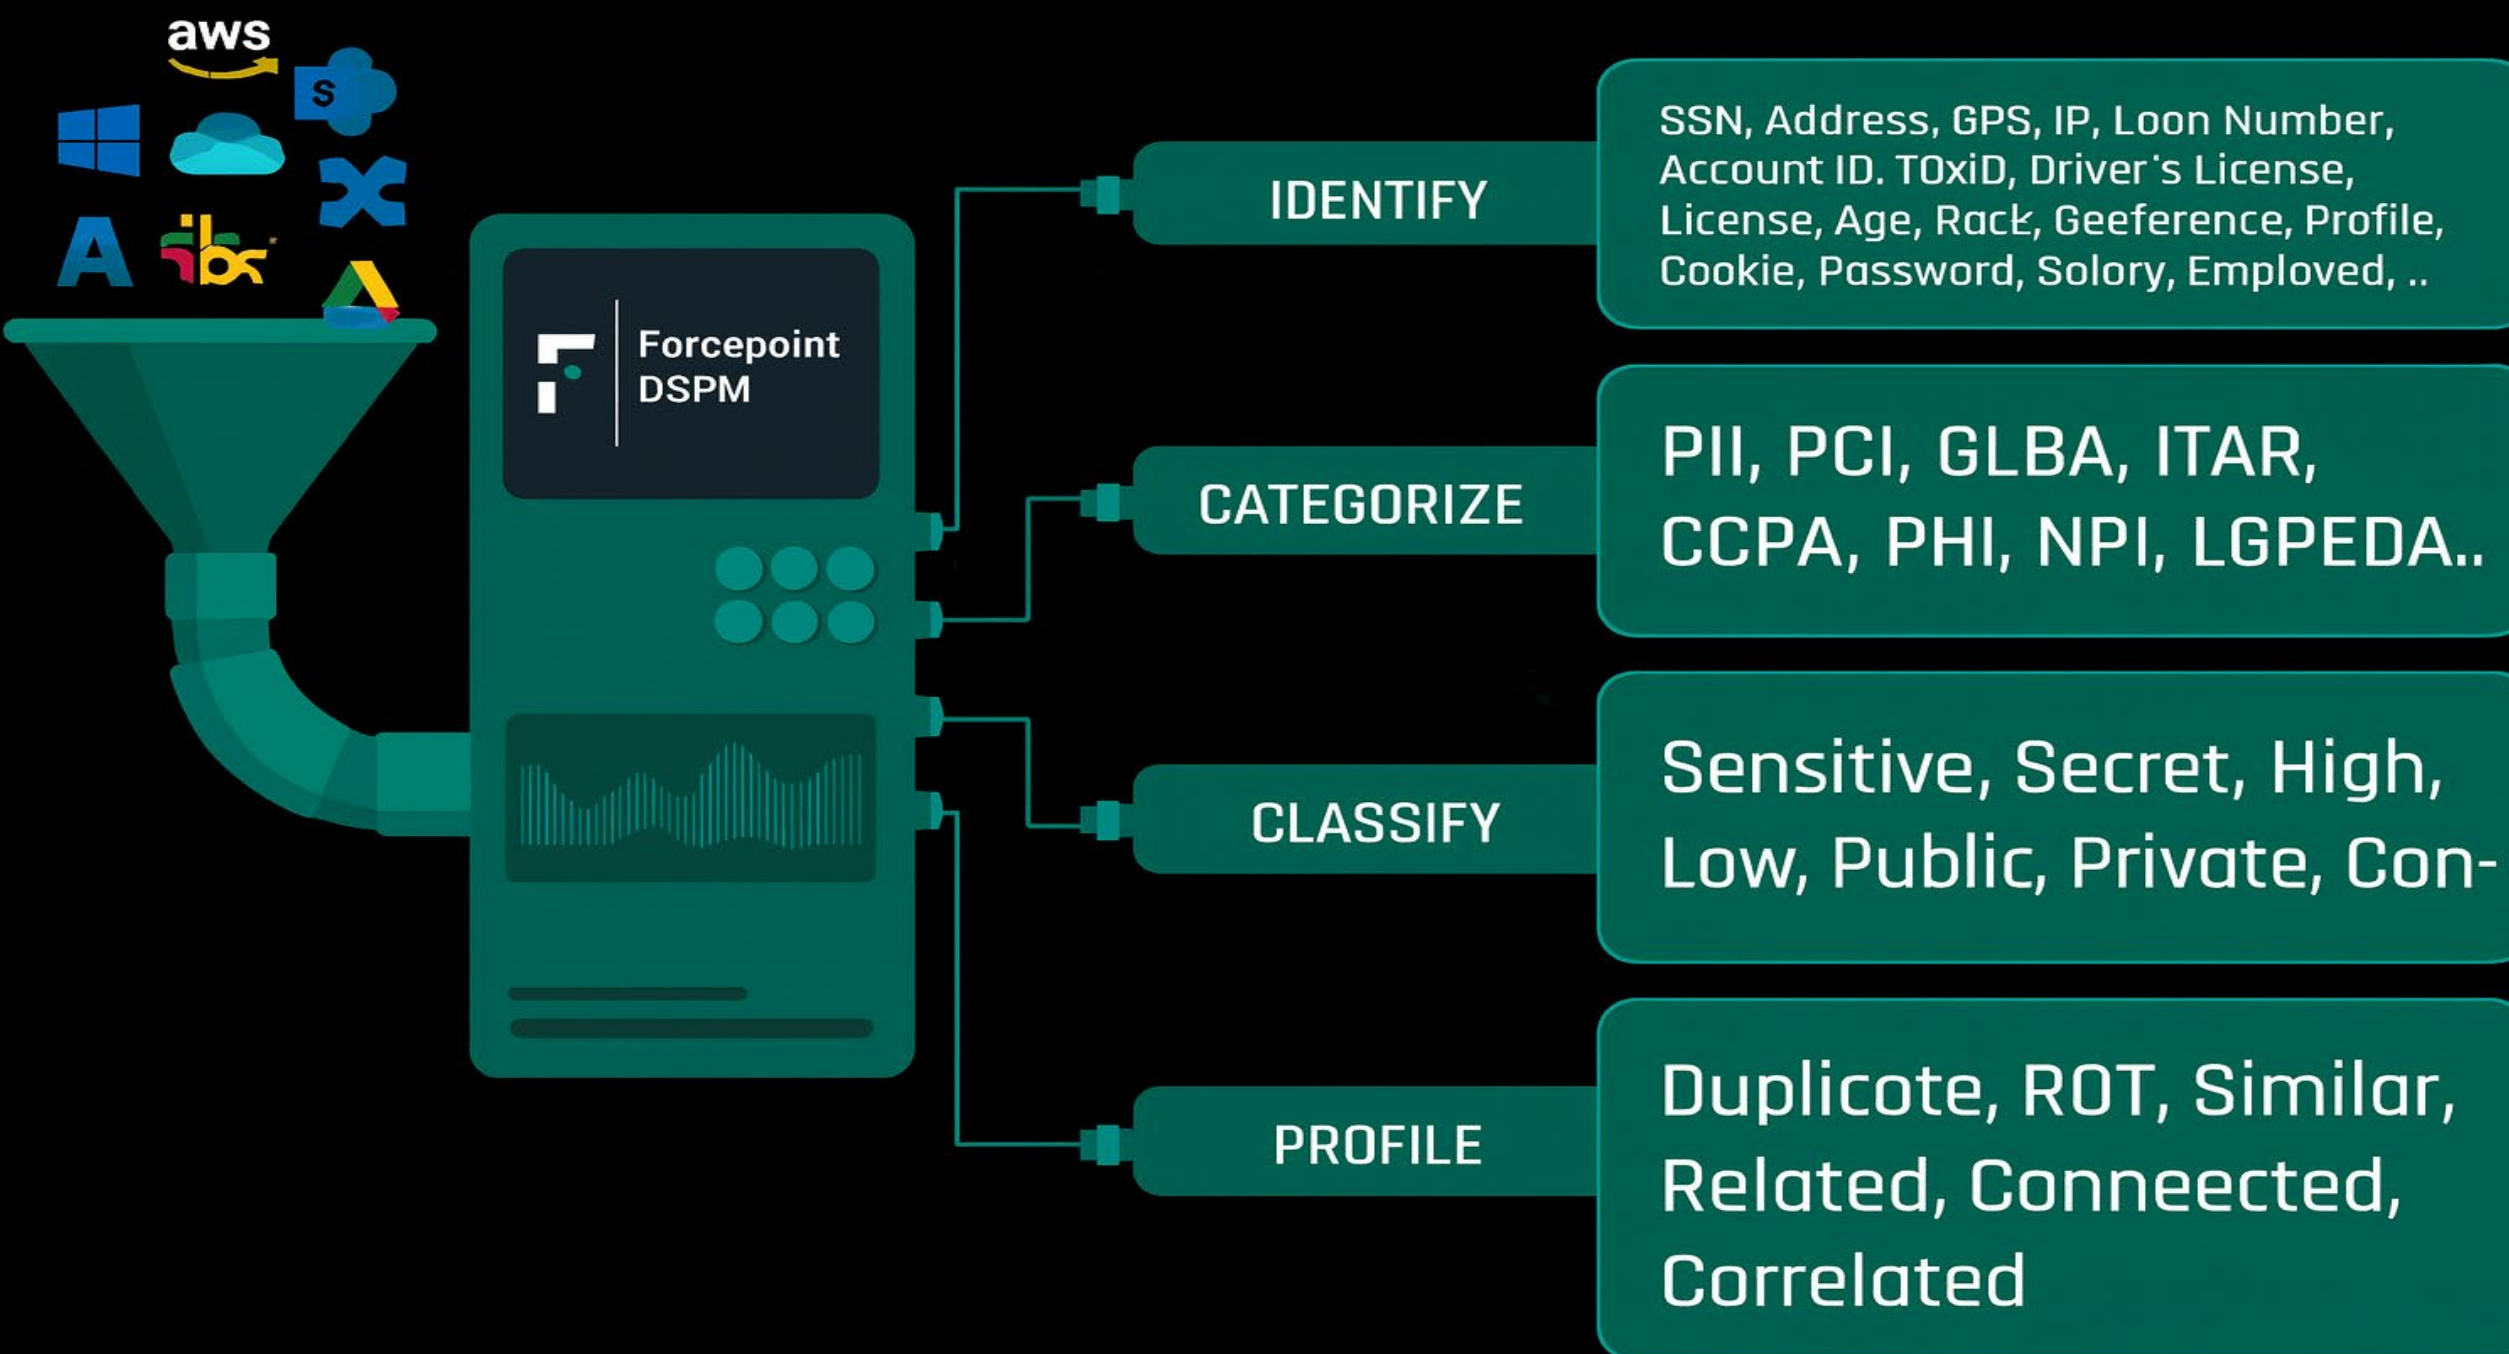 aws
S
A
Forcepoint
DSPM
IDENTIFY
SSN, Address, GPS, IP, Loon Number,
Account ID. TOxiD, Driver's License,
License, Age, Rack, Geeference, Profile,
Cookie, Password, Solory, Emploved, ..
CATEGORIZE
PII, PCI, GLBA, ITAR,
CCPA, PHI, NPI, LGPEDA..
CLASSIFY
Sensitive, Secret, High,
Low, Public, Private, Con-
PROFILE
Duplicote, ROT, Similar,
Related, Conneected,
Correlated